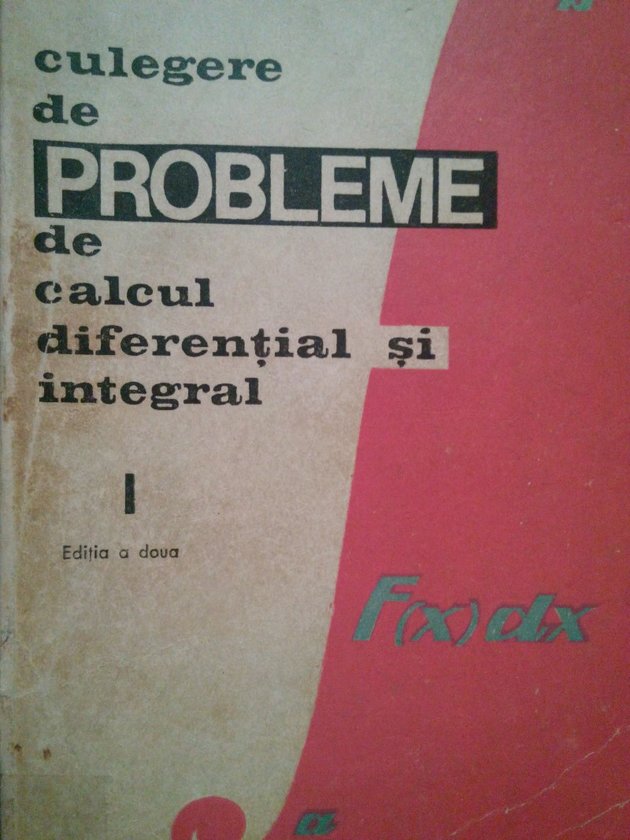 b
culegere
de
PROBLEME
de
calcul
diferențial și
integral
I
Ediția a doua
f(x)dx
a